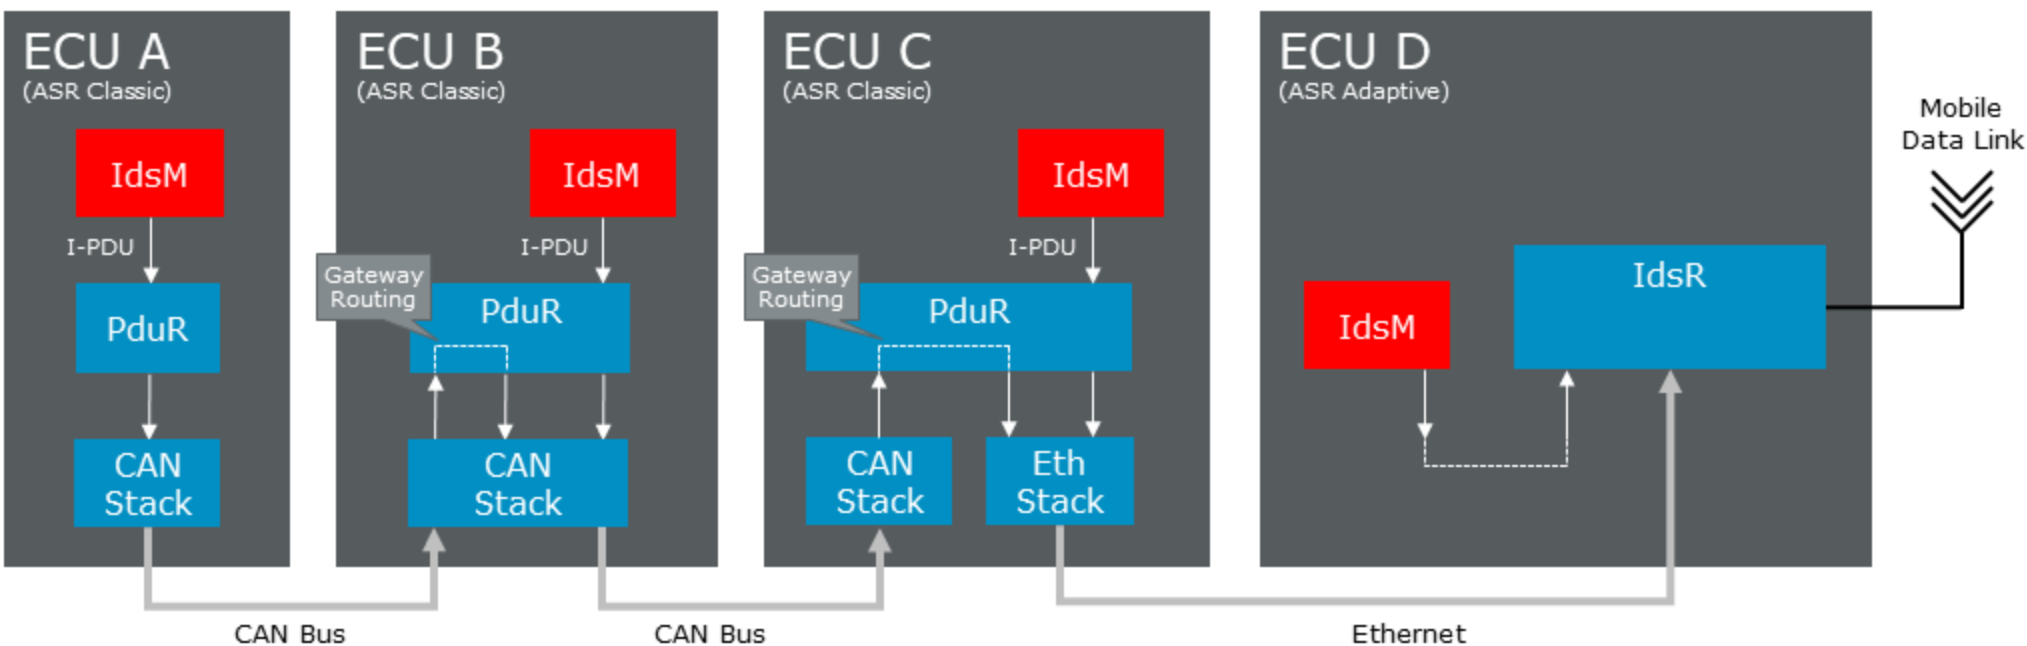 ECU A
(ASR Classic)
IdsM
I-PDU
PduR
CAN
Stack
CAN Bus
ECU B
(ASR Classic)
IdsM
I-PDU
Gateway
Routing
PduR
CAN
Stack
CAN Bus
ECU C
(ASR Classic)
IdsM
I-PDU
Gateway
Routing
PduR
CAN
Stack
Eth
Stack
Ethernet
ECU D
(ASR Adaptive)
IdsM
IdsR
Mobile
Data Link